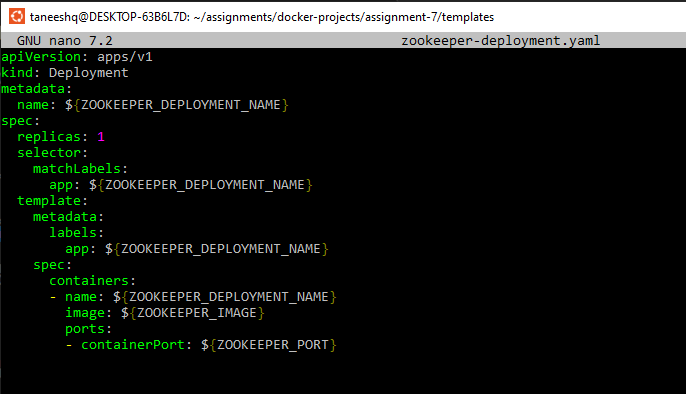 taneeshq@DESKTOP-63B6L7D: ~/assignments/docker-projects/assignment-7/templates
GNU nano 7.2 zookeeper-deployment.yaml
apiVersion: apps/v1
kind: Deployment
metadata:
  name: ${ZOOKEEPER_DEPLOYMENT_NAME}
spec:
  replicas: 1
  selector:
    matchLabels:
      app: ${ZOOKEEPER_DEPLOYMENT_NAME}
  template:
    metadata:
      labels:
        app: ${ZOOKEEPER_DEPLOYMENT_NAME}
    spec:
      containers:
      - name: ${ZOOKEEPER_DEPLOYMENT_NAME}
        image: ${ZOOKEEPER_IMAGE}
        ports:
        - containerPort: ${ZOOKEEPER_PORT}